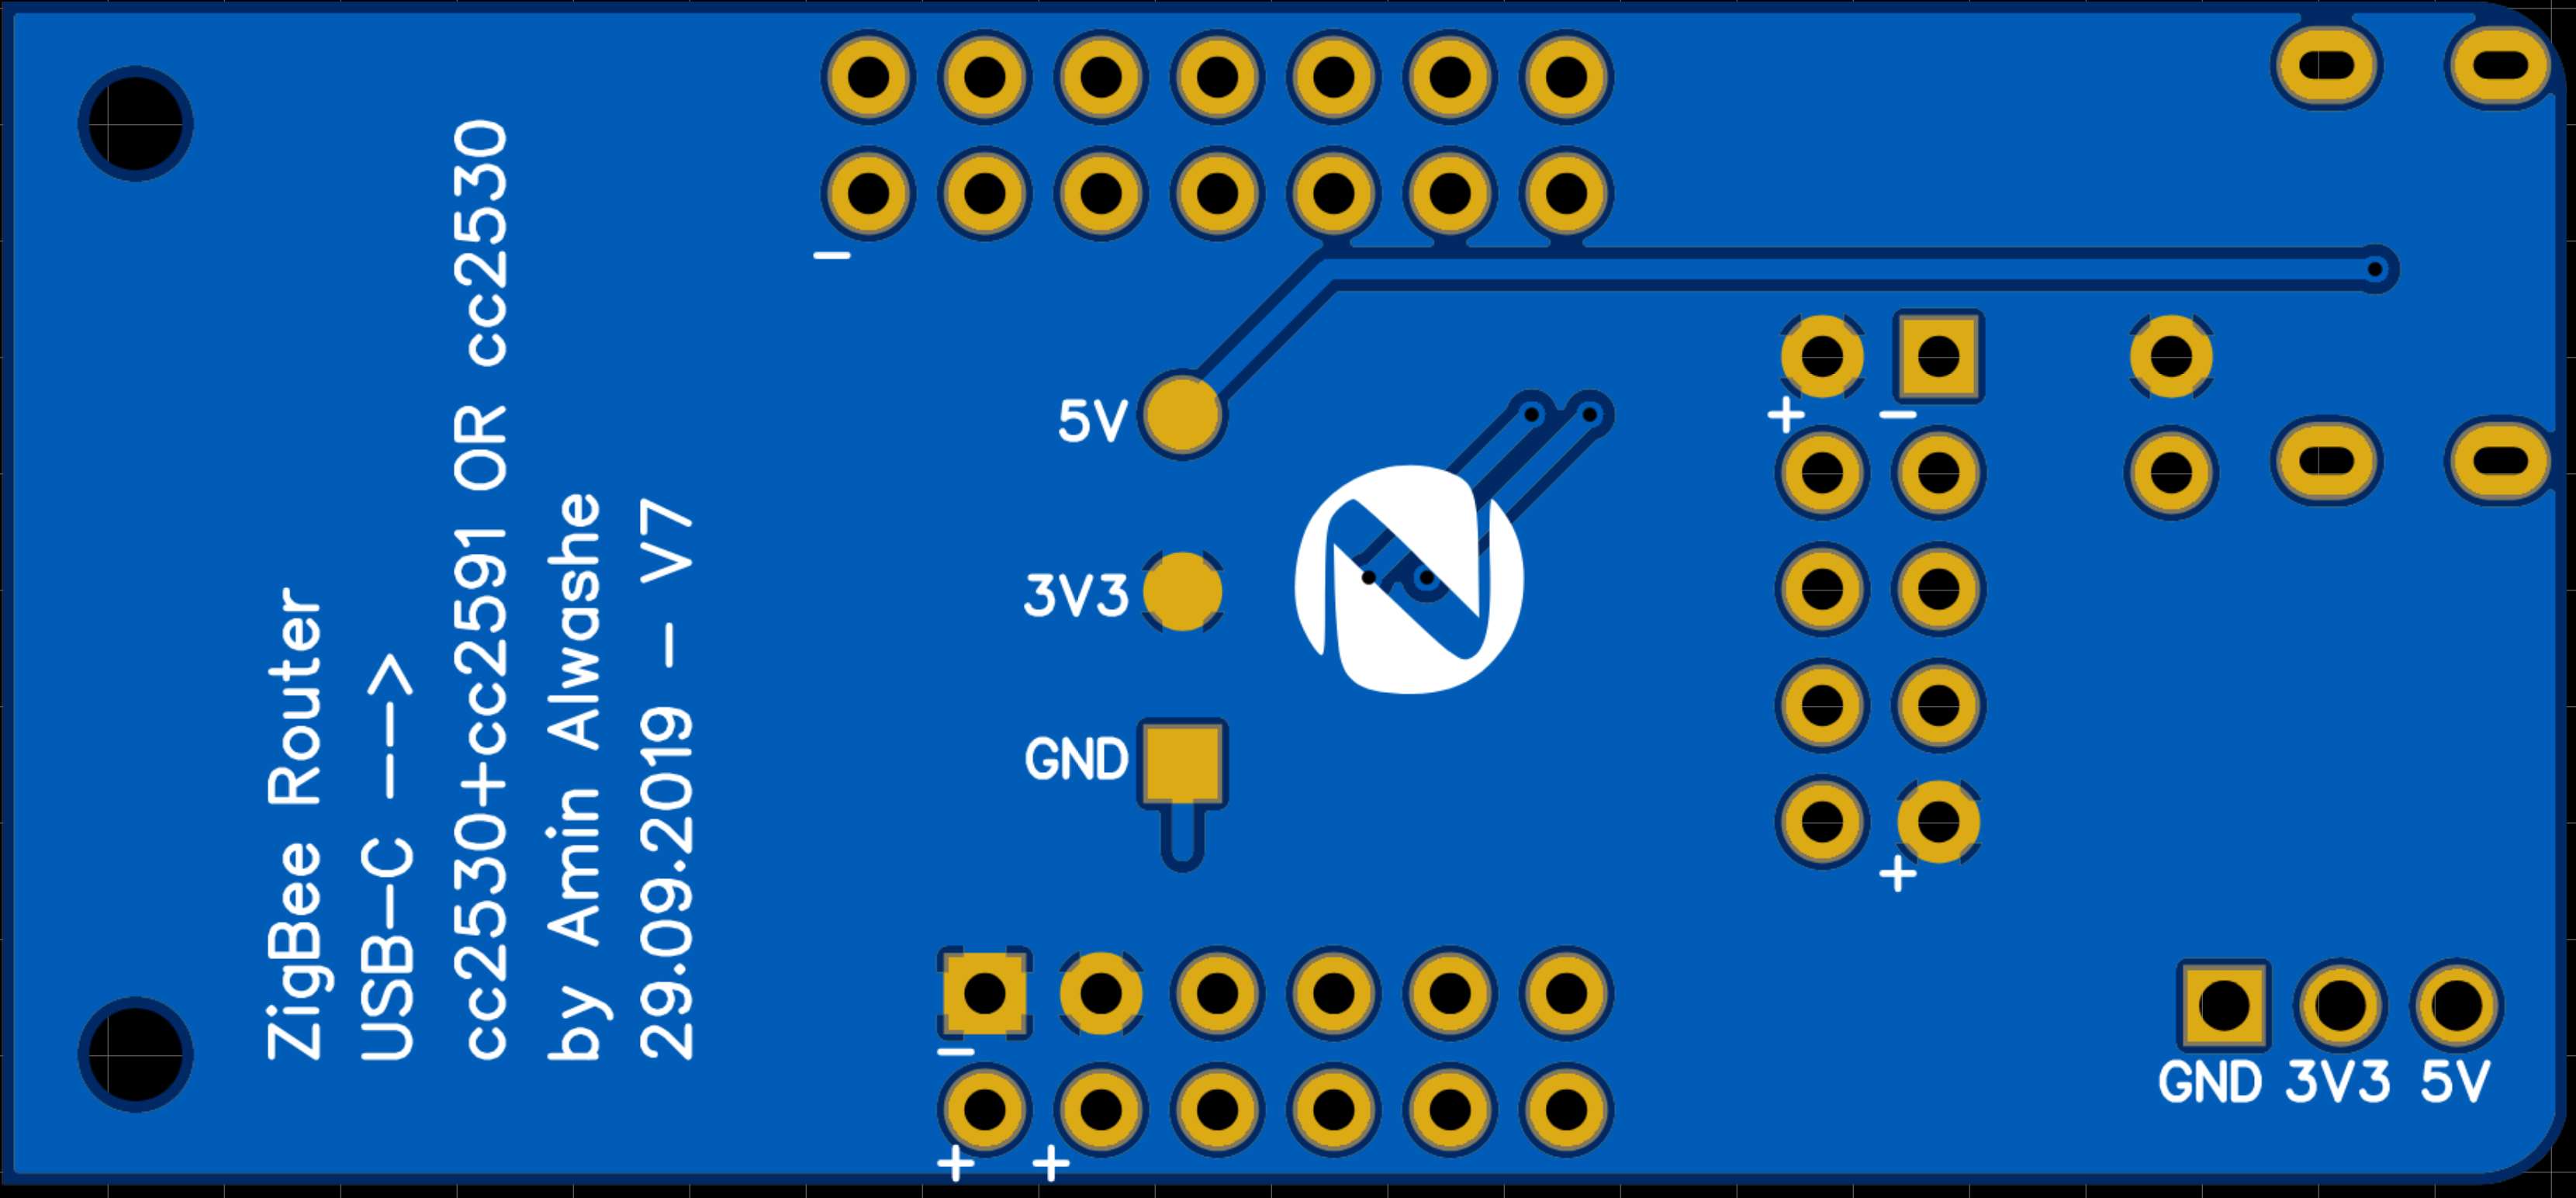 ZigBee Router
USB-C -->
cc2530+cc2591 OR cc2530
by Amin Alwashe
29.09.2019 - V7
-
5V
3V3
GND
+ -
+
-
+ +
GND 3V3 5V